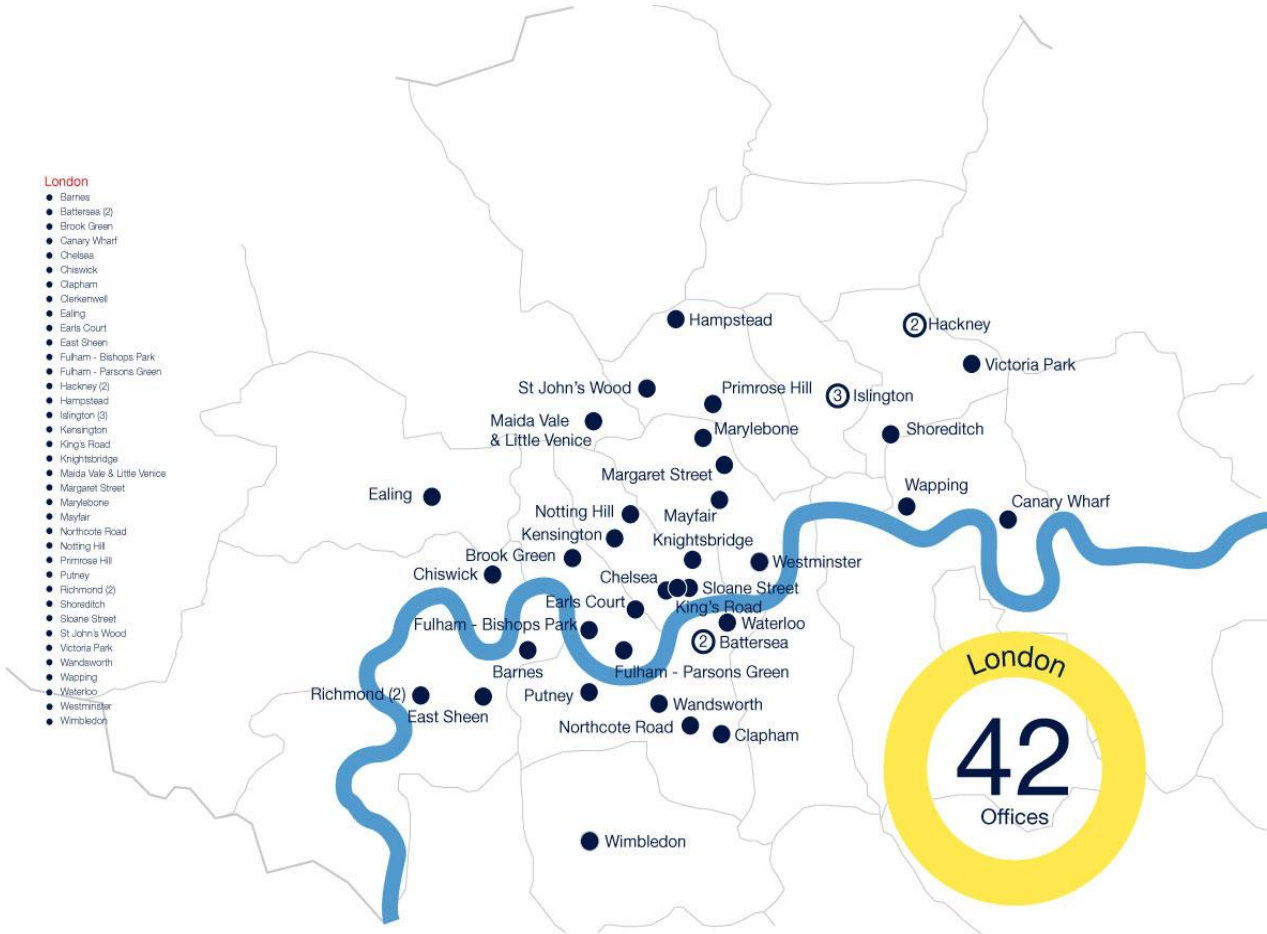 London
Barnes
Battersea (2)
Brook Green
Canary Wharf
Chelsea
Chiswick
Clapham
Clerkenwell
Ealing
Earls Court
East Sheen
Fulham - Bishops Park
Fulham - Parsons Green
Hackney (2)
Hampstead
Islington (3)
Kensington
King's Road
Knightsbridge
Maida Vale & Little Venice
Margaret Street
Marylebone
Mayfair
Northcote Road
Notting Hill
Primrose Hill
Putney
Richmond (2)
Shoreditch
Sloane Street
St John's Wood
Victoria Park
Wandsworth
Wapping
Waterloo
Westminster
Wimbledon
Hampstead
2 Hackney
Victoria Park
St John's Wood
Primrose Hill
3 Islington
Maida Vale
& Little Venice
Marylebone
Shoreditch
Margaret Street
Ealing
Wapping
Canary Wharf
Notting Hill
Mayfair
Kensington
Knightsbridge
Brook Green
Westminster
Chiswick
Chelsea
Sloane Street
Earls Court
King's Road
Fulham - Bishops Park
Waterloo
2 Battersea
Barnes
Fulham - Parsons Green
Richmond (2)
East Sheen
Putney
Wandsworth
Northcote Road
Clapham
Wimbledon
London
42
Offices